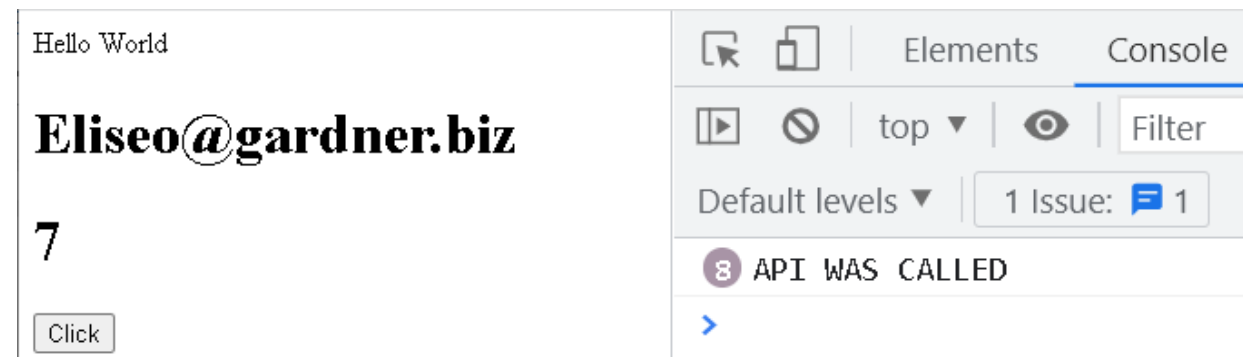 Hello World
Eliseo@gardner.biz
7
Click
Elements Console
top ▼ Filter
Default levels ▼ 1 Issue: 1
8 API WAS CALLED
>